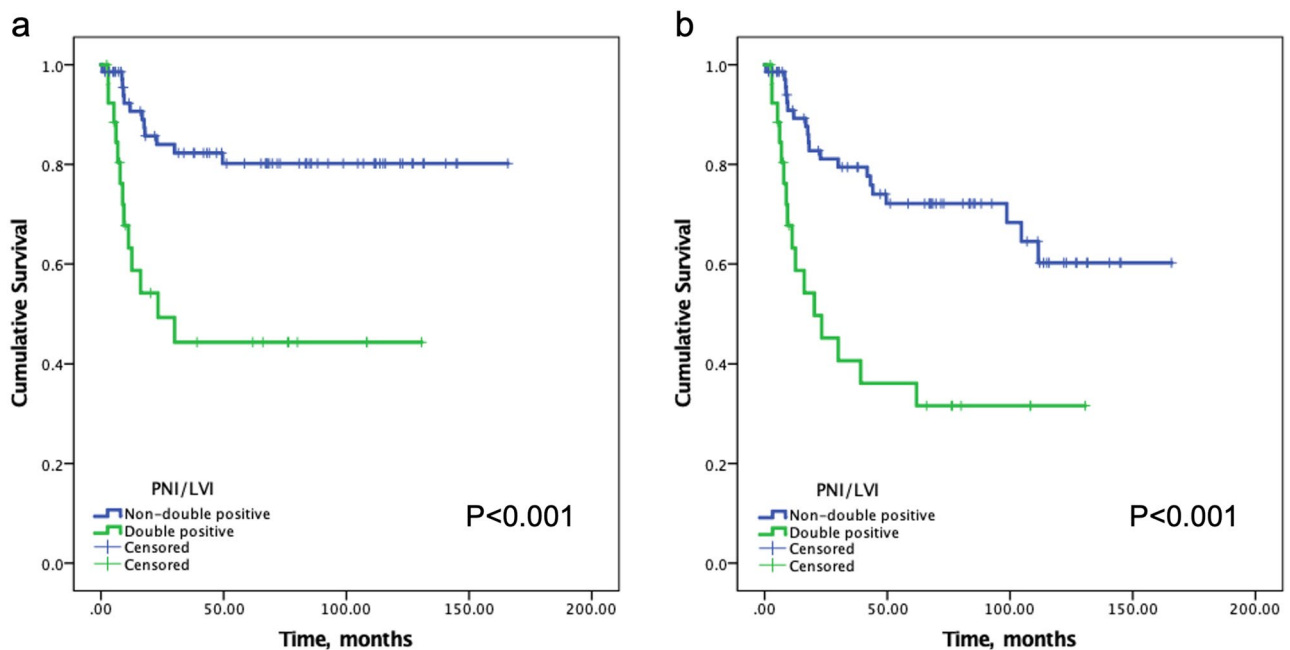 a
1.0
0.8
0.6
0.4
0.2
0.0
Cumulative Survival
PNI/LVI
Non-double positive
Double positive
Censored
Censored
P<0.001
.00 50.00 100.00 150.00 200.00
Time, months
b
1.0
0.8
0.6
0.4
0.2
0.0
Cumulative Survival
PNI/LVI
Non-double positive
Double positive
Censored
Censored
P<0.001
.00 50.00 100.00 150.00 200.00
Time, months